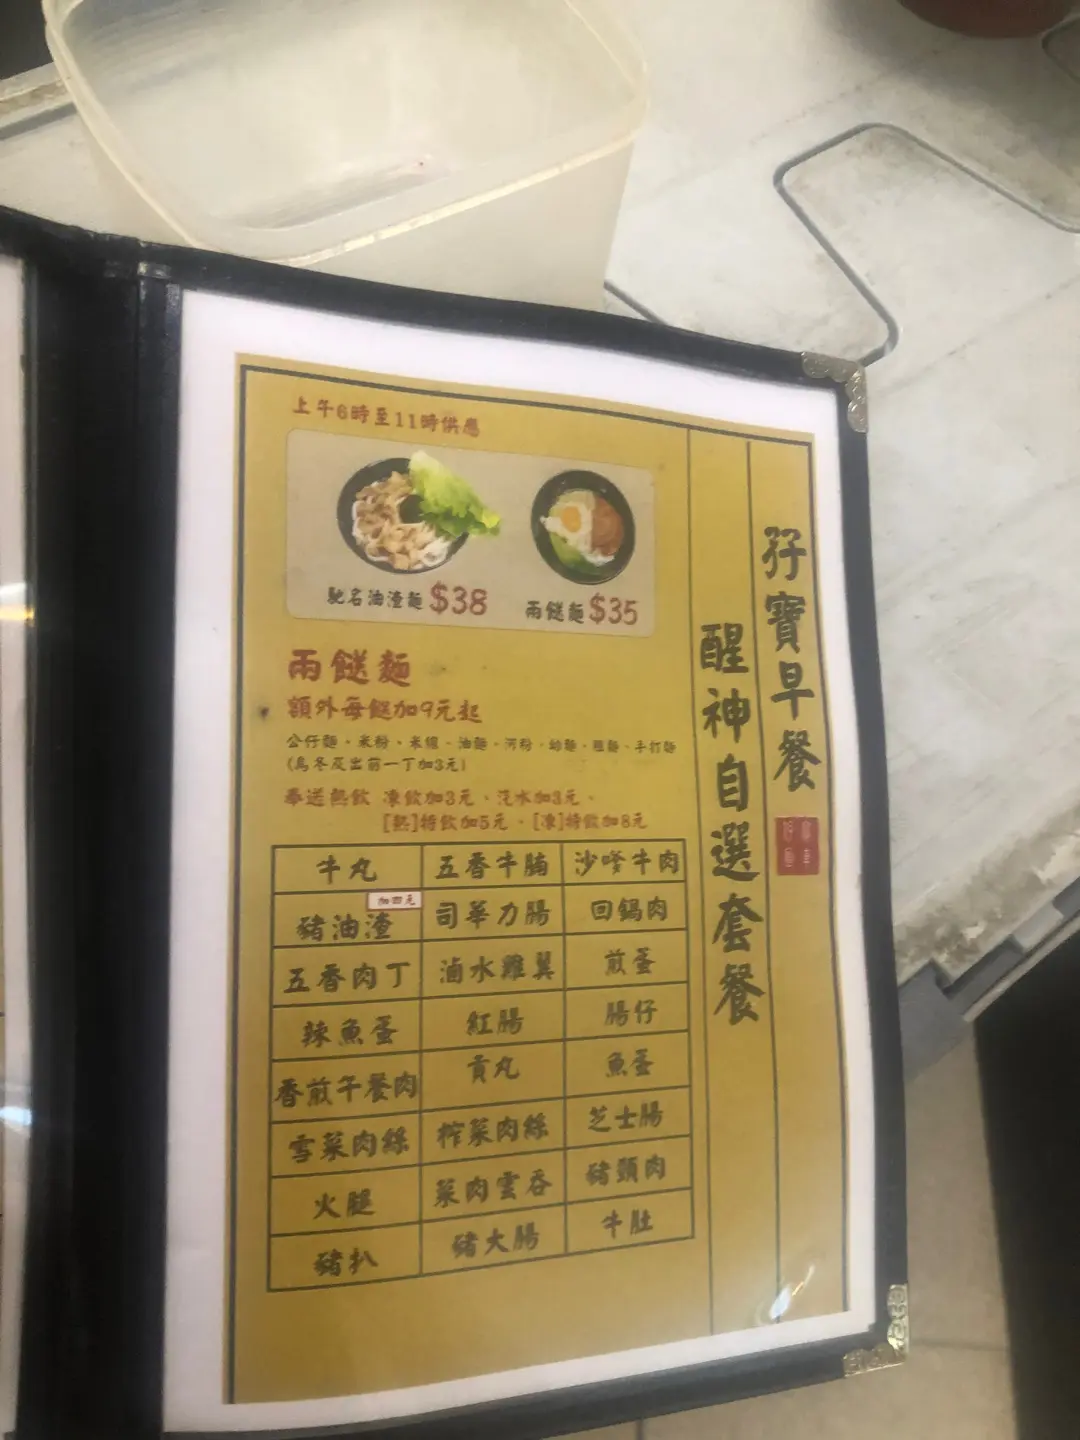 孖寶早餐
醒神自選套餐
上午6時至11時供應
馳名油渣麵 $38
兩餸麵 $35
兩餸麵
額外每餸加9元起
公仔麵、米粉、米線、油麵、河粉、幼麵、粗麵、手打麵
(烏冬及出前一丁加3元)
奉送熱飲 凍飲加3元、汽水加3元、
[熱]特飲加5元、[凍]特飲加8元
牛丸 五香牛腩 沙嗲牛肉
加四元
豬油渣 司華力腸 回鍋肉
五香肉丁 滷水雞翼 煎蛋
辣魚蛋 紅腸 腸仔
香煎午餐肉 貢丸 魚蛋
雪菜肉絲 榨菜肉絲 芝士腸
火腿 菜肉雲吞 豬頸肉
豬扒 豬大腸 牛肚